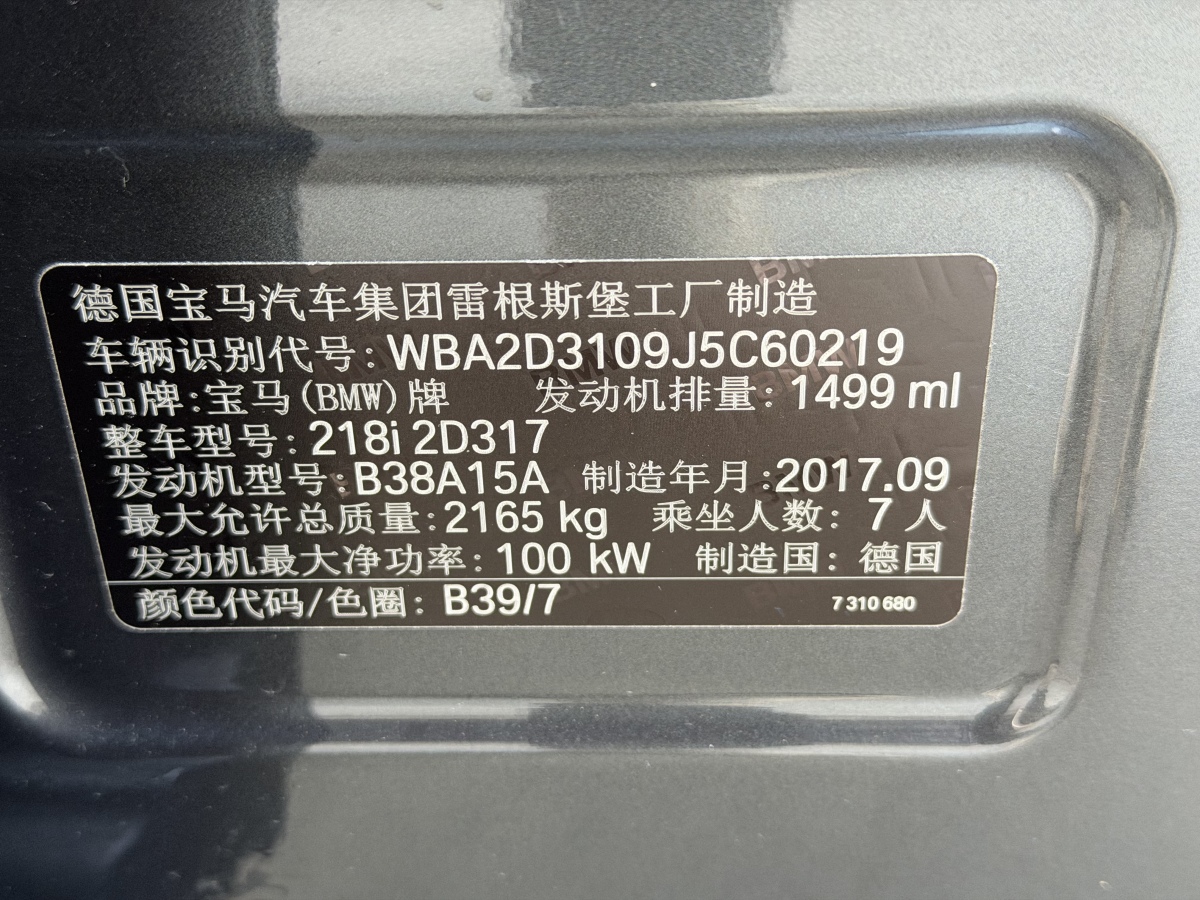 德国宝马汽车集团雷根斯堡工厂制造
车辆识别代号: WBA2D3109J5C60219
品牌:宝马(BMW)牌 发动机排量: 1499 ml
整车型号: 218i 2D317
发动机型号:B38A15A 制造年月:2017.09
最大允许总质量:2165 kg 乘坐人数: 7 人
发动机最大净功率: 100 kW 制造国: 德国
颜色代码/色圈: B39/7 7 310 680